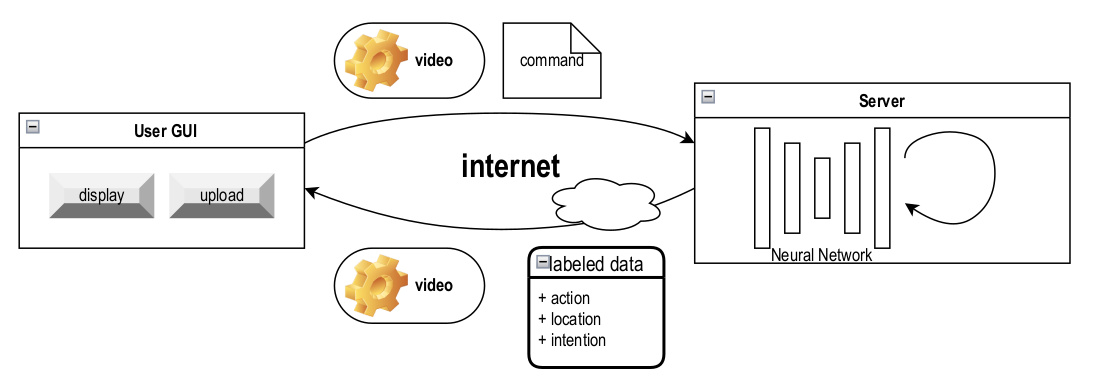 video
command
User GUI
display
upload
internet
Server
Neural Network
video
labeled data
+ action
+ location
+ intention